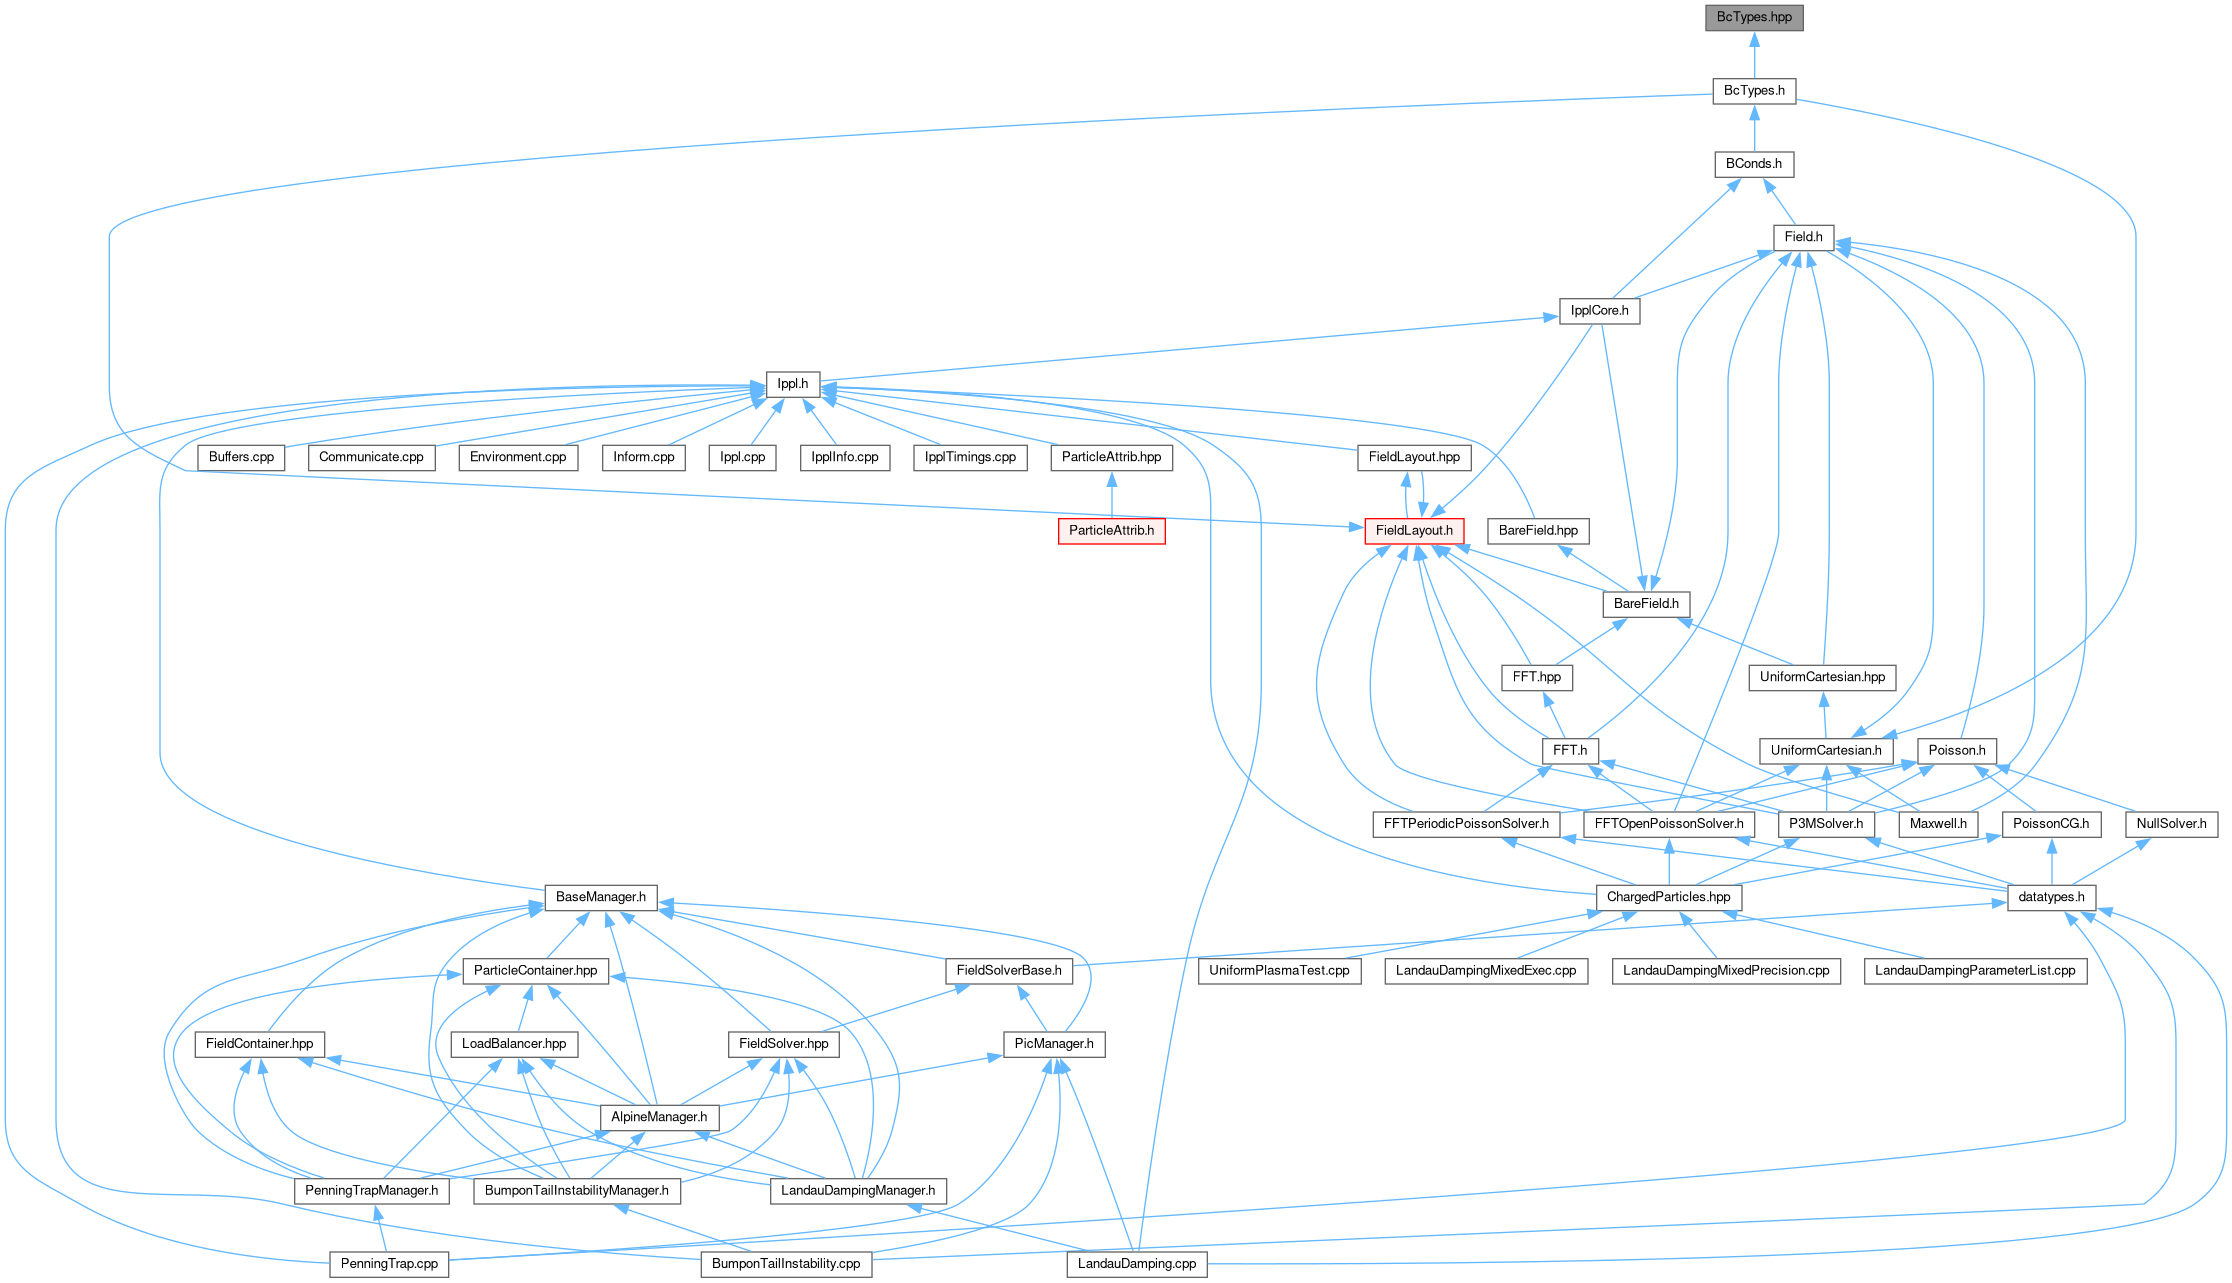 BcTypes.hpp
BcTypes.h
BConds.h
Field.h
IpplCore.h
Ippl.h
Buffers.cpp
Communicate.cpp
Environment.cpp
Inform.cpp
Ippl.cpp
IpplInfo.cpp
IpplTimings.cpp
ParticleAttrib.hpp
FieldLayout.hpp
ParticleAttrib.h
FieldLayout.h
BareField.hpp
BareField.h
FFT.hpp
UniformCartesian.hpp
FFT.h
UniformCartesian.h
Poisson.h
FFTPeriodicPoissonSolver.h
FFTOpenPoissonSolver.h
P3MSolver.h
Maxwell.h
PoissonCG.h
NullSolver.h
BaseManager.h
ChargedParticles.hpp
datatypes.h
ParticleContainer.hpp
FieldSolverBase.h
UniformPlasmaTest.cpp
LandauDampingMixedExec.cpp
LandauDampingMixedPrecision.cpp
LandauDampingParameterList.cpp
FieldContainer.hpp
LoadBalancer.hpp
FieldSolver.hpp
PicManager.h
AlpineManager.h
PenningTrapManager.h
BumponTailInstabilityManager.h
LandauDampingManager.h
PenningTrap.cpp
BumponTailInstability.cpp
LandauDamping.cpp